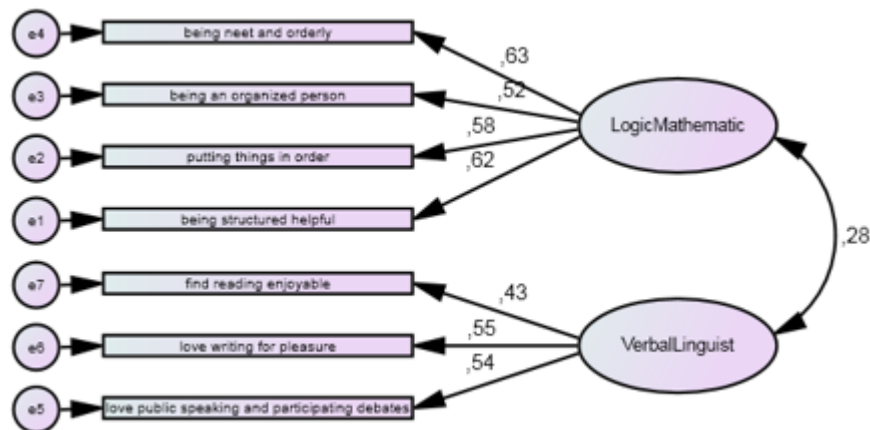 e4
being neet and orderly
,63
e3
being an organized person
,52
LogicMathematic
e2
putting things in order
,58
,62
e1
being structured helpful
,28
e7
find reading enjoyable
,43
e6
love writing for pleasure
,55
VerbalLinguist
,54
e5
love public speaking and participating debates